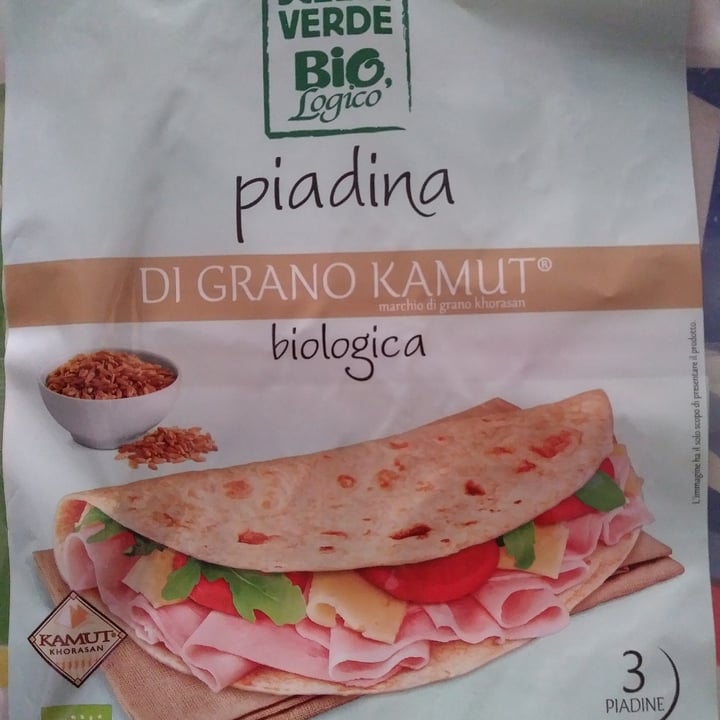 VERDE
BiO,
Logico
piadina
DI GRANO KAMUT®
marchio di grano khorasan
biologica
L'immagine ha il solo scopo di presentare il prodotto.
KAMUT®
KHORASAN
3
PIADINE